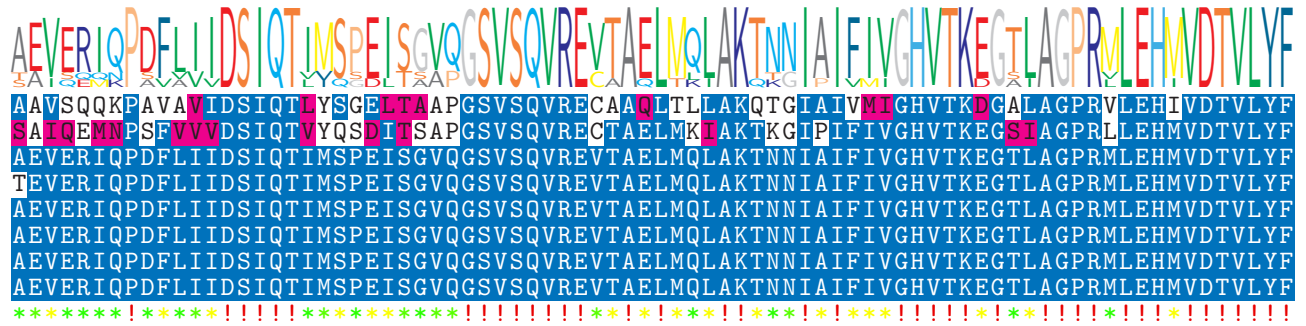 AEVERIQPDFLIIDSIQTIMSPEISGVQGSVSQVREVTAELMQLAKTNNIAIFIVGHVTKEGTLAGPRMLEHMVDTVLYF
AAVSQQKPAVAVIDSIQTLYSGELTAAPGSVSQVRECAAQLTLLAKQTGIAIVMIGHVTKDGALAGPRVLEHIVDTVLYF
SAIQEMNPSFVVVDSIQTVYQSDITSAPGSVSQVRECTAELMKIAKTKGIPIFIVGHVTKEGSIAGPRLLEHMVDTVLYF
AEVERIQPDFLIIDSIQTIMSPEISGVQGSVSQVREVTAELMQLAKTNNIAIFIVGHVTKEGTLAGPRMLEHMVDTVLYF
TEVERIQPDFLIIDSIQTIMSPEISGVQGSVSQVREVTAELMQLAKTNNIAIFIVGHVTKEGTLAGPRMLEHMVDTVLYF
AEVERIQPDFLIIDSIQTIMSPEISGVQGSVSQVREVTAELMQLAKTNNIAIFIVGHVTKEGTLAGPRMLEHMVDTVLYF
AEVERIQPDFLIIDSIQTIMSPEISGVQGSVSQVREVTAELMQLAKTNNIAIFIVGHVTKEGTLAGPRMLEHMVDTVLYF
AEVERIQPDFLIIDSIQTIMSPEISGVQGSVSQVREVTAELMQLAKTNNIAIFIVGHVTKEGTLAGPRMLEHMVDTVLYF
AEVERIQPDFLIIDSIQTIMSPEISGVQGSVSQVREVTAELMQLAKTNNIAIFIVGHVTKEGTLAGPRMLEHMVDTVLYF
*******!*****!!!!!**********!!!!!!!!**!*!***!!***!*!***!!!!!*!**!!!!*!!!*!!!!!!!